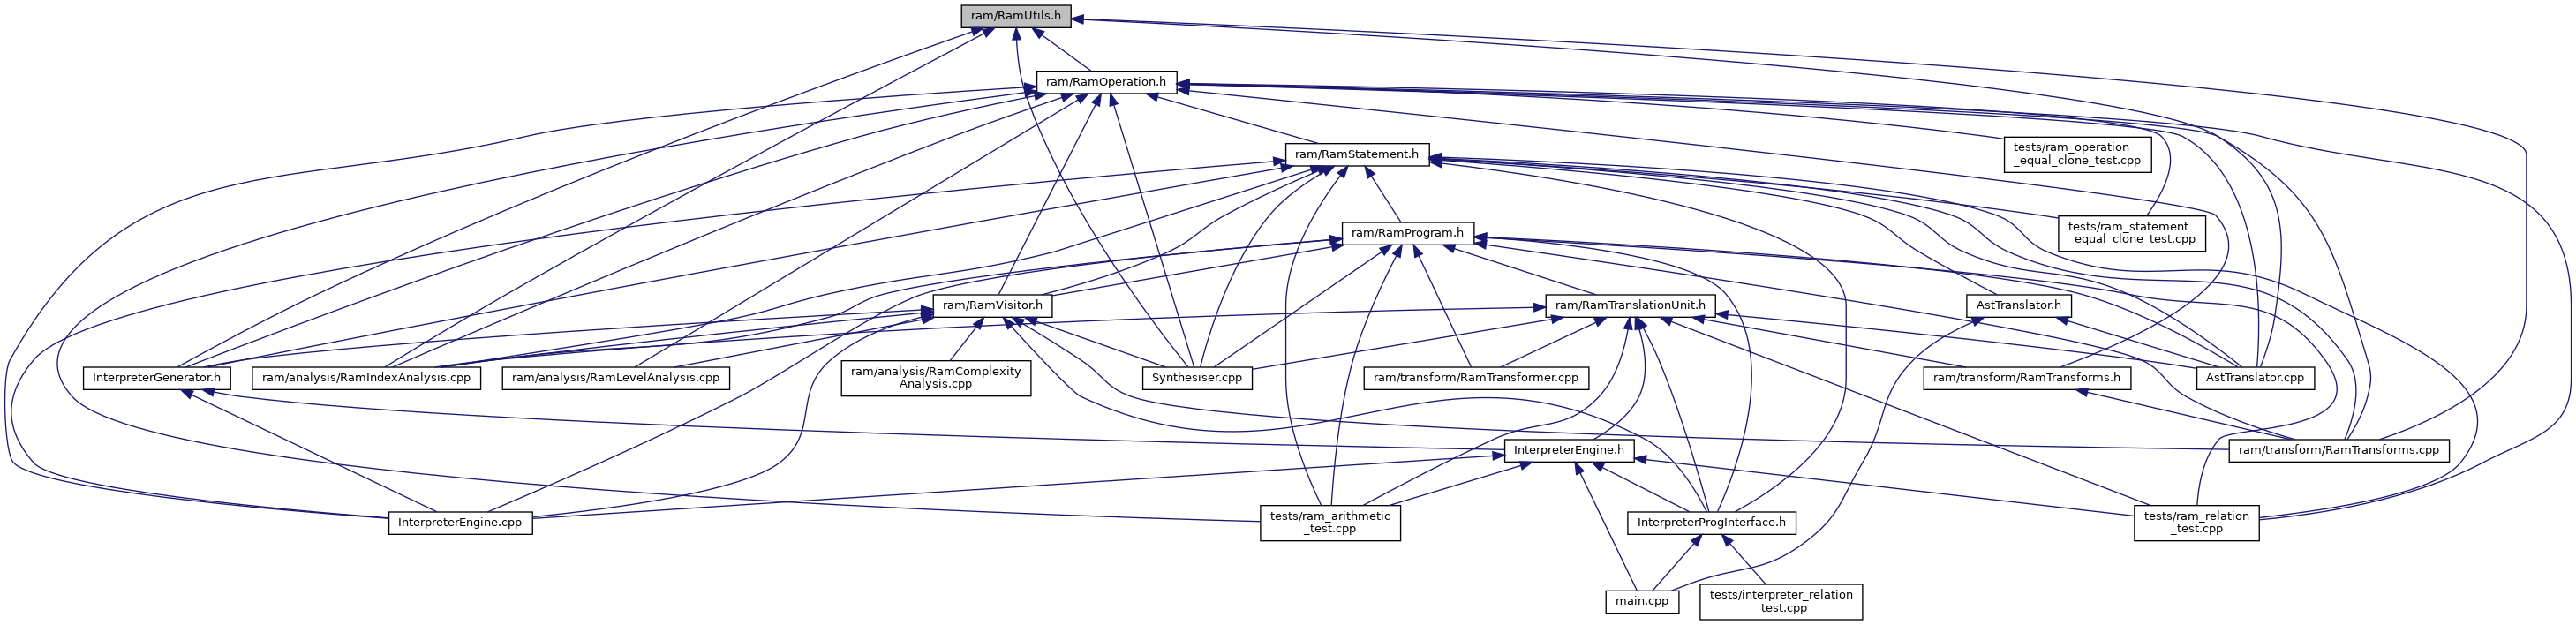 ram/RamUtils.h
ram/RamOperation.h
tests/ram_operation
_equal_clone_test.cpp
ram/RamStatement.h
tests/ram_statement
_equal_clone_test.cpp
ram/RamProgram.h
ram/RamVisitor.h
ram/RamTranslationUnit.h
AstTranslator.h
InterpreterGenerator.h
ram/analysis/RamIndexAnalysis.cpp
ram/analysis/RamLevelAnalysis.cpp
ram/analysis/RamComplexity
Analysis.cpp
Synthesiser.cpp
ram/transform/RamTransformer.cpp
ram/transform/RamTransforms.h
AstTranslator.cpp
InterpreterEngine.h
ram/transform/RamTransforms.cpp
InterpreterEngine.cpp
tests/ram_arithmetic
_test.cpp
InterpreterProgInterface.h
tests/ram_relation
_test.cpp
main.cpp
tests/interpreter_relation
_test.cpp